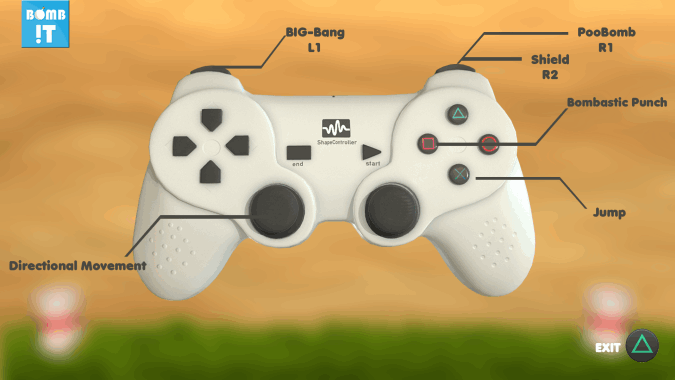 BOMB
!T
BIG-Bang
L1
PooBomb
R1
Shield
R2
Bombastic Punch
ShapeController
end
start
Jump
Directional Movement
EXIT